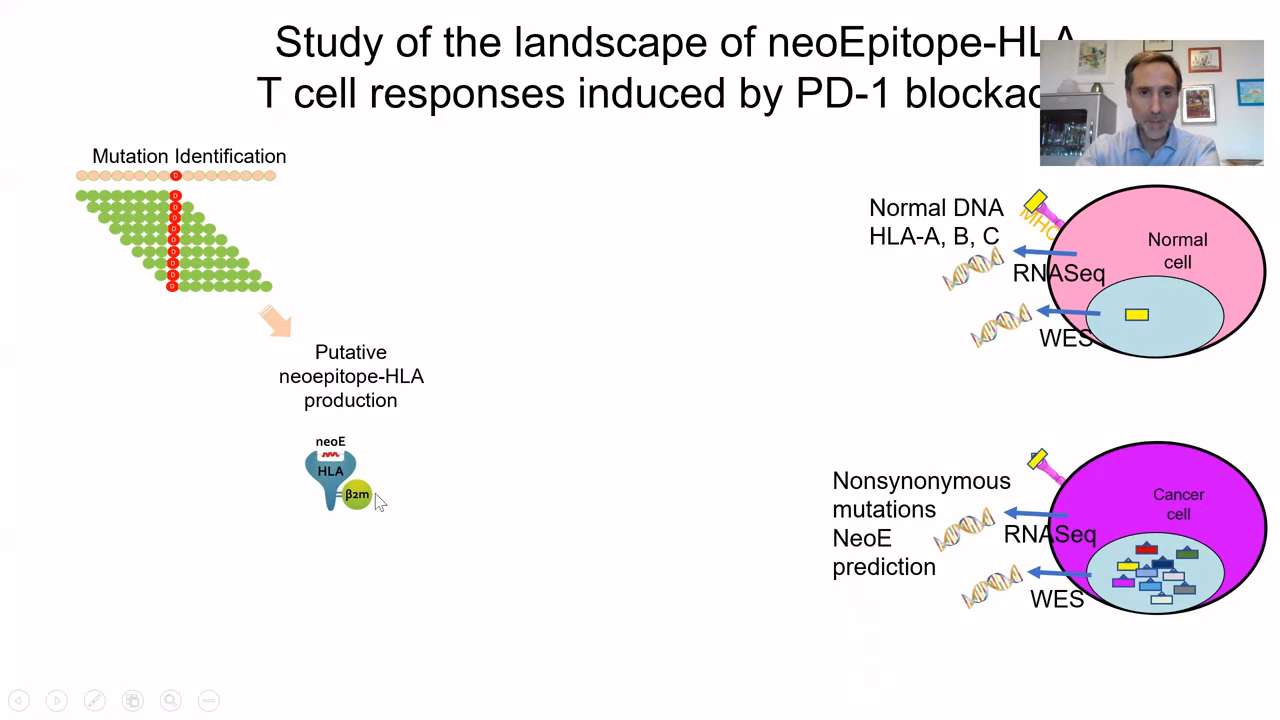 Study of the landscape of neoEpitope-HLA
T cell responses induced by PD-1 blockad
Mutation Identification
D
D
D
D
D
D
D
D
D
D
Putative
neoepitope-HLA
production
neoE
HLA
β2m
Normal DNA
HLA-A, B, C
MHC
RNASeq
WES
Normal
cell
Nonsynonymous
mutations
NeoE
prediction
RNASeq
WES
Cancer
cell